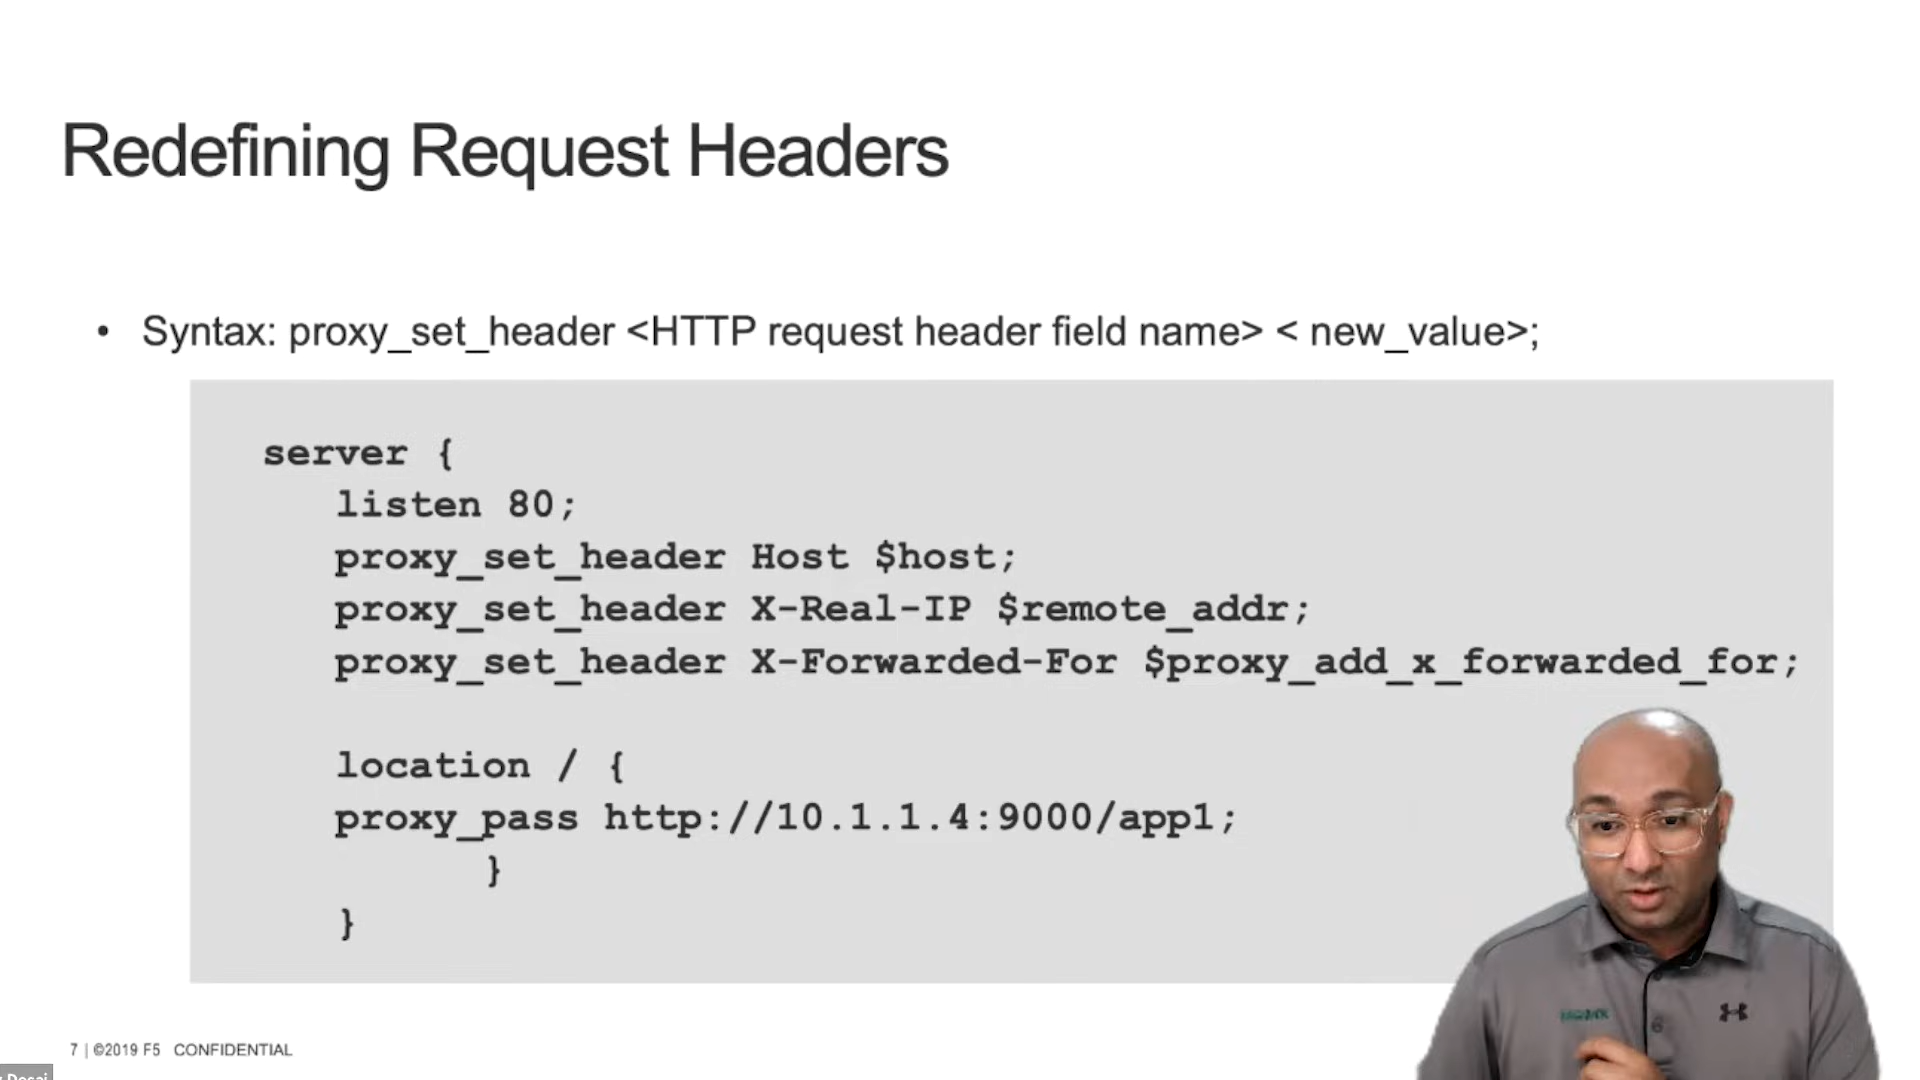 Redefining Request Headers
• Syntax: proxy_set_header <HTTP request header field name> < new_value>;
server {
listen 80;
proxy_set_header Host $host;
proxy_set_header X-Real-IP $remote_addr;
proxy_set_header X-Forwarded-For $proxy_add_x_forwarded_for;
location / {
proxy_pass http://10.1.1.4:9000/app1;
}
}
7 | ©2019 F5 CONFIDENTIAL
Desai